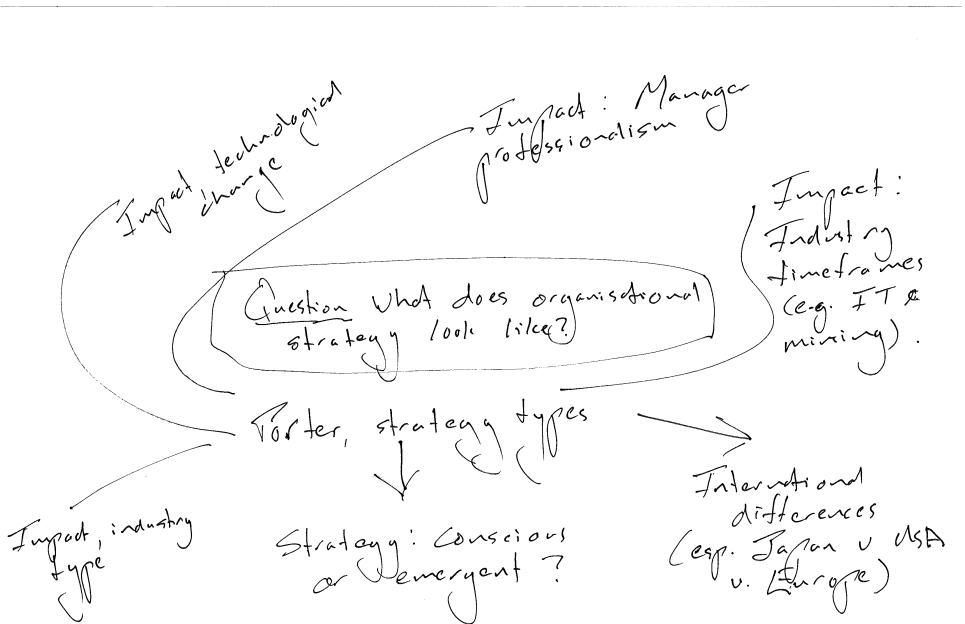 Impact technological
change
Impact: Manager
professionalism
Impact:
Industry
timeframes
(e.g. IT &
mining).
Question What does organisational
strategy look like?
Porter, strategy types
Impact, industry
type
Strategy: Conscious
or emergent?
International
differences
(esp. Japan v USA
v. Europe)